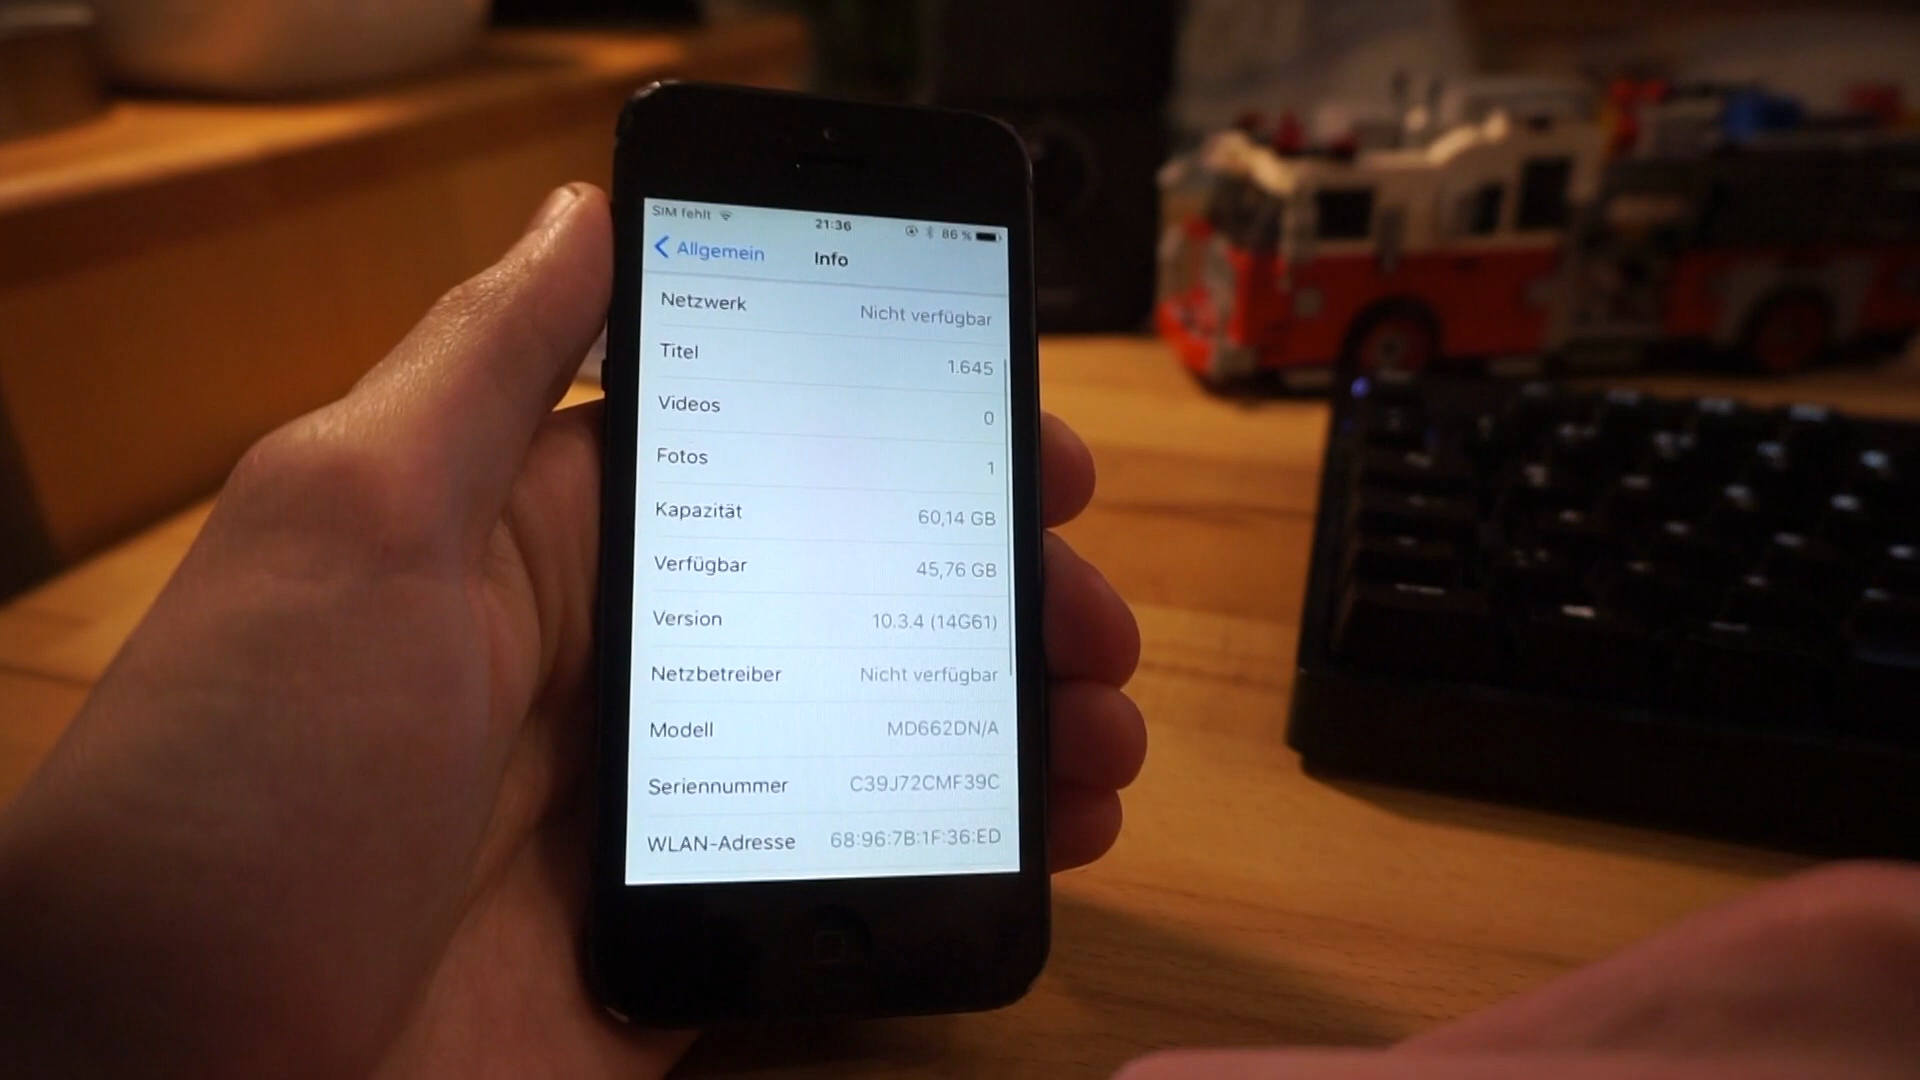 SIM fehlt 21:36 86 %
Allgemein Info
Netzwerk Nicht verfügbar
Titel 1.645
Videos 0
Fotos 1
Kapazität 60,14 GB
Verfügbar 45,76 GB
Version 10.3.4 (14G61)
Netzbetreiber Nicht verfügbar
Modell MD662DN/A
Seriennummer C39J72CMF39C
WLAN-Adresse 68:96:7B:1F:36:ED